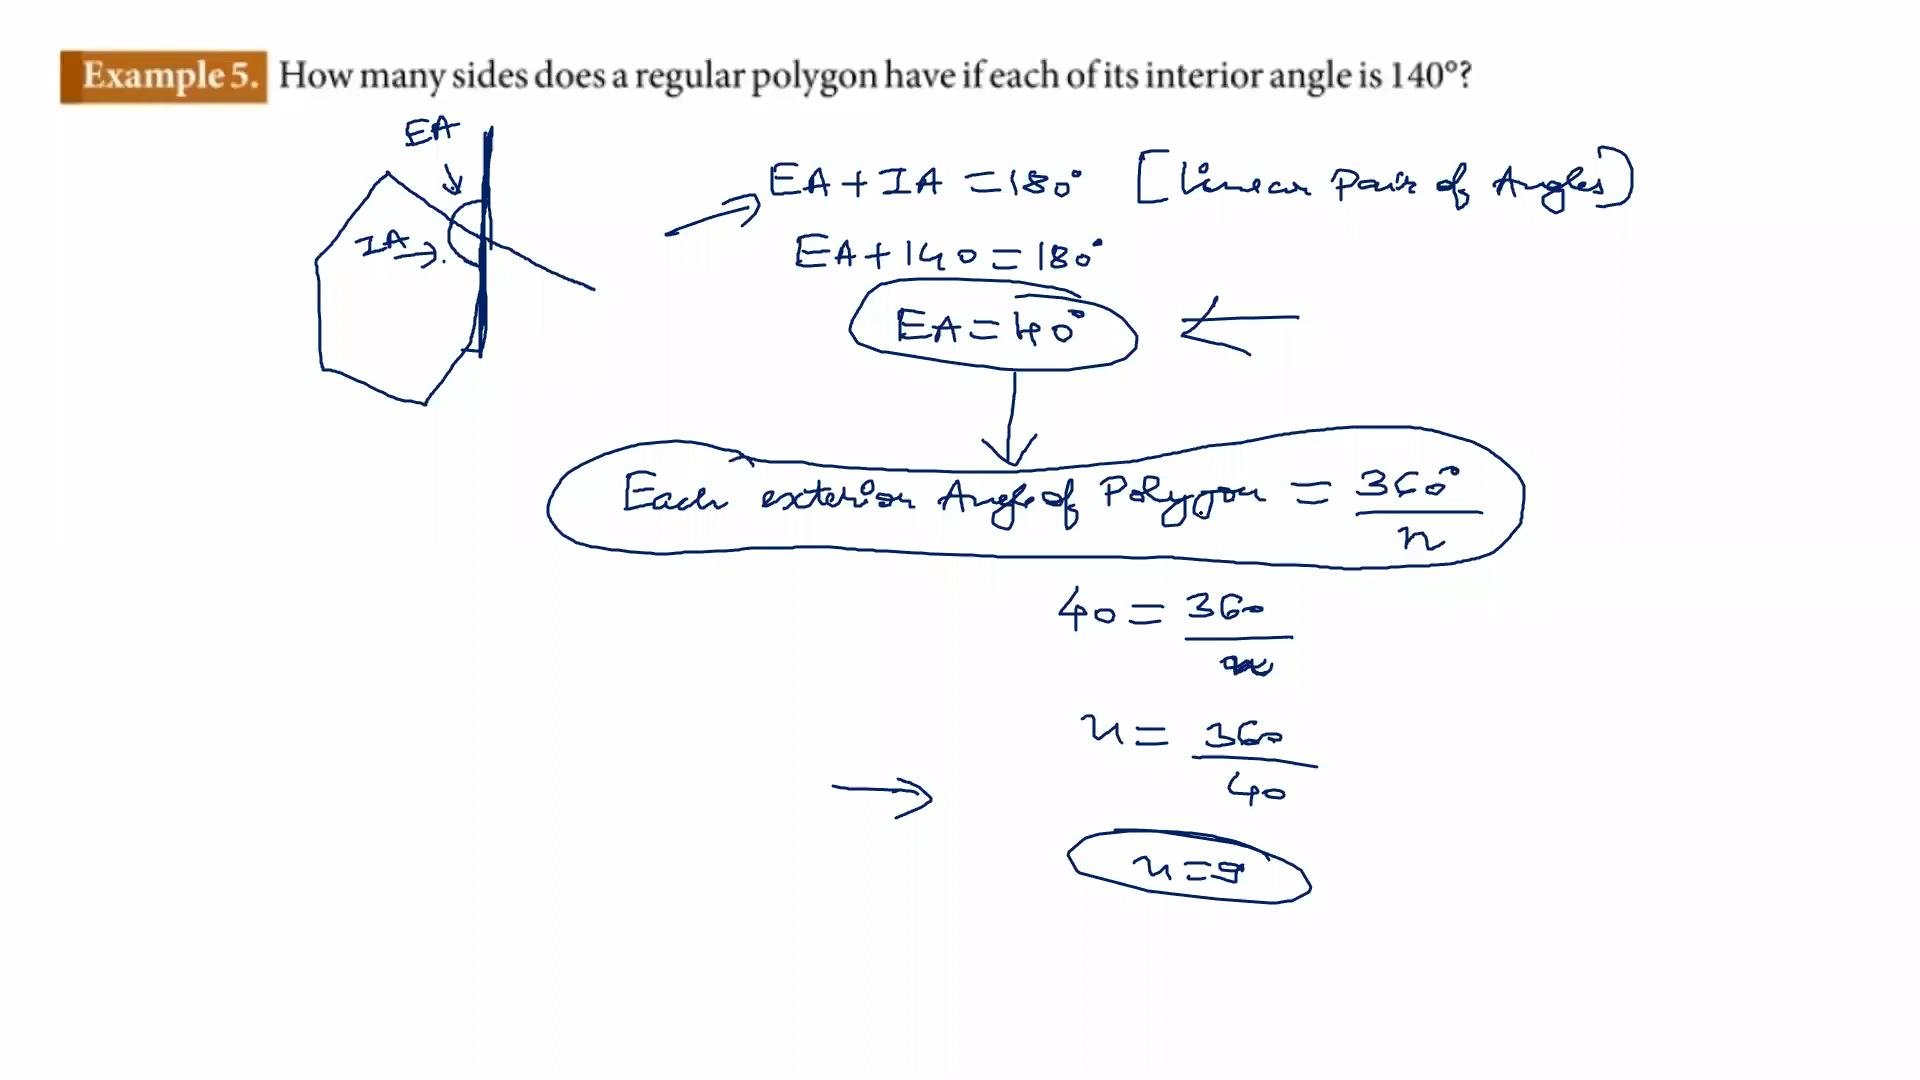 Example 5. How many sides does a regular polygon have if each of its interior angle is 140°?
EA
IA
EA + IA = 180° [linear Pair of Angles]
EA + 140 = 180°
EA = 40°
Each exterior Angle of Polygon = 360° / n
40 = 360 / n
n = 360 / 40
n = 9